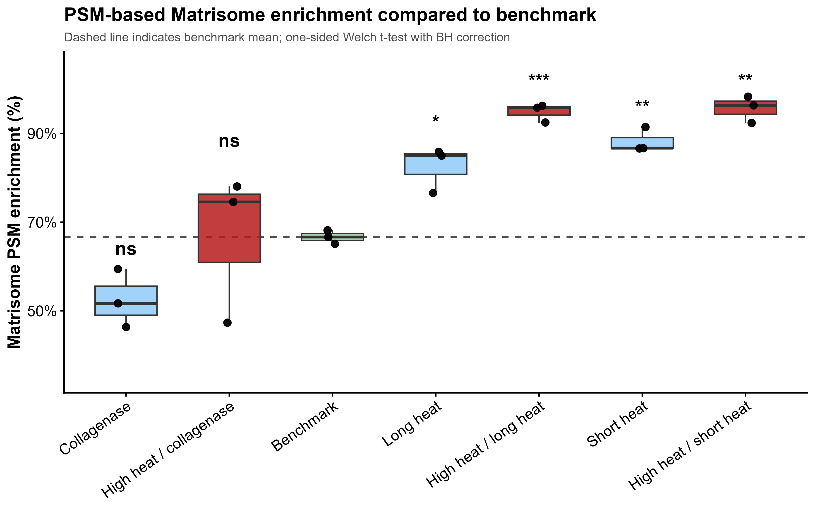 PSM-based Matrisome enrichment compared to benchmark
Dashed line indicates benchmark mean; one-sided Welch t-test with BH correction
Matrisome PSM enrichment (%)
90%
70%
50%
ns
ns
*
***
**
**
Collagenase
High heat / collagenase
Benchmark
Long heat
High heat / long heat
Short heat
High heat / short heat